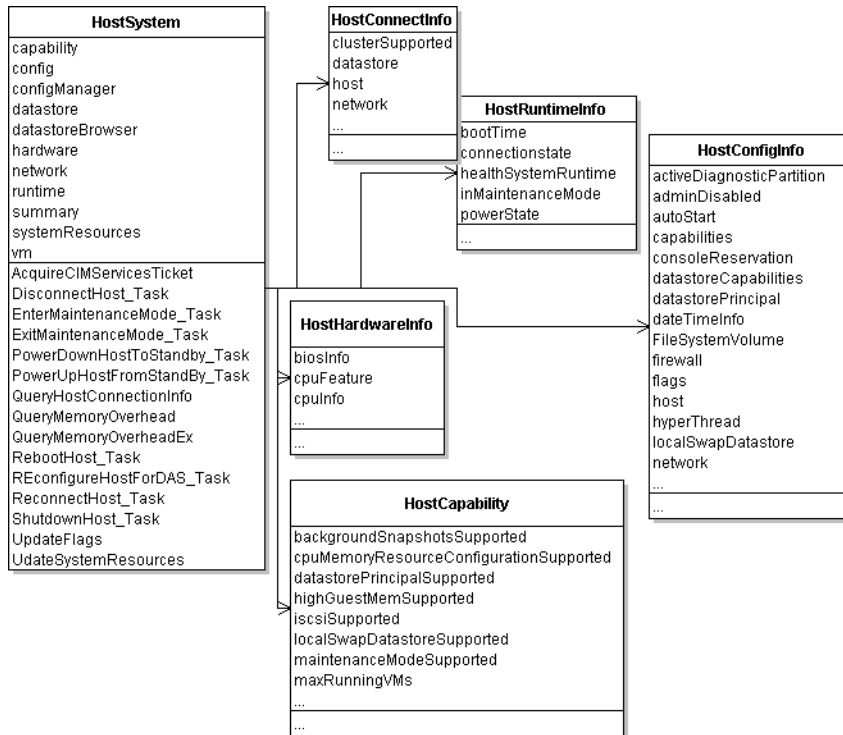 HostSystem
capability
config
configManager
datastore
datastoreBrowser
hardware
network
runtime
summary
systemResources
vm
AcquireCIMServicesTicket
DisconnectHost_Task
EnterMaintenanceMode_Task
ExitMaintenanceMode_Task
PowerDownHostToStandby_Task
PowerUpHostFromStandBy_Task
QueryHostConnectionInfo
QueryMemoryOverhead
QueryMemoryOverheadEx
RebootHost_Task
REconfigureHostForDAS_Task
ReconnectHost_Task
ShutdownHost_Task
UpdateFlags
UdateSystemResources
HostConnectInfo
clusterSupported
datastore
host
network
...
...
HostRuntimeInfo
bootTime
connectionstate
healthSystemRuntime
inMaintenanceMode
powerState
...
HostConfigInfo
activeDiagnosticPartition
adminDisabled
autoStart
capabilities
consoleReservation
datastoreCapabilities
datastorePrincipal
dateTimeInfo
FileSystemVolume
firewall
flags
host
hyperThread
localSwapDatastore
network
...
...
HostHardwareInfo
biosInfo
cpuFeature
cpuInfo
...
...
HostCapability
backgroundSnapshotsSupported
cpuMemoryResourceConfigurationSupported
datastorePrincipalSupported
highGuestMemSupported
iscsiSupported
localSwapDatastoreSupported
maintenanceModeSupported
maxRunningVMs
...
...